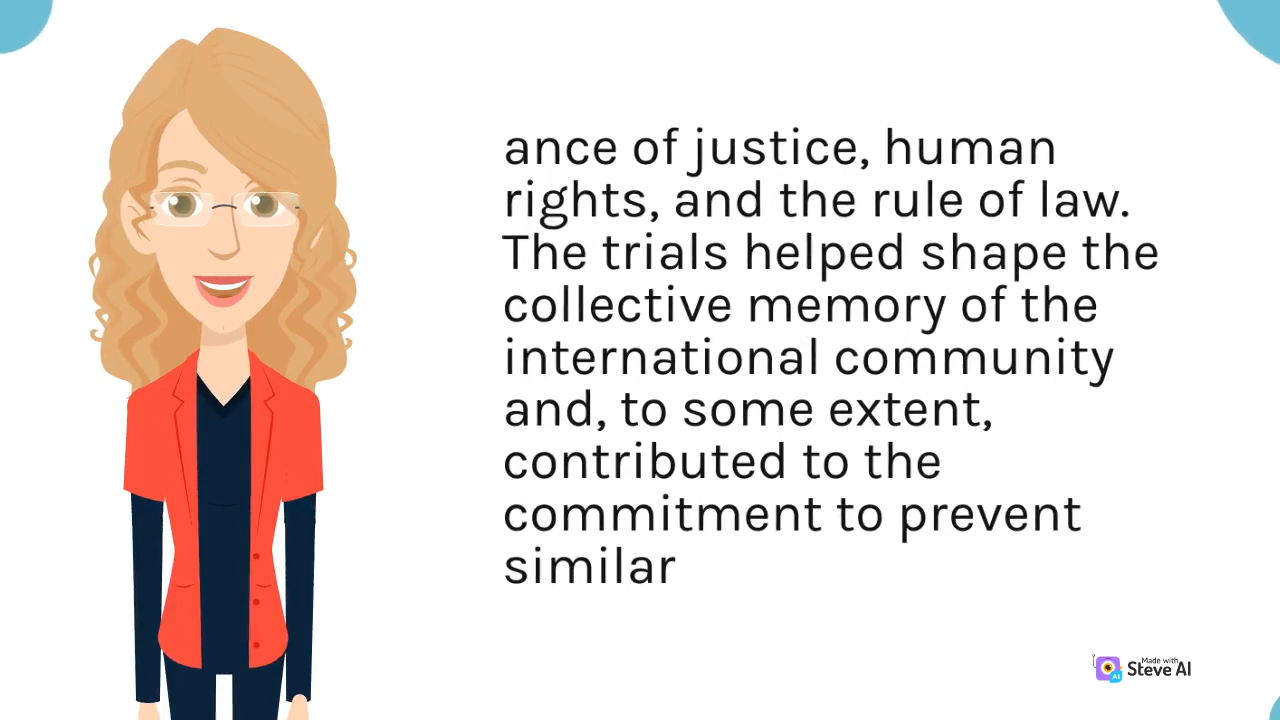 ance of justice, human
rights, and the rule of law.
The trials helped shape the
collective memory of the
international community
and, to some extent,
contributed to the
commitment to prevent
similar
Made with
Steve AI
AI